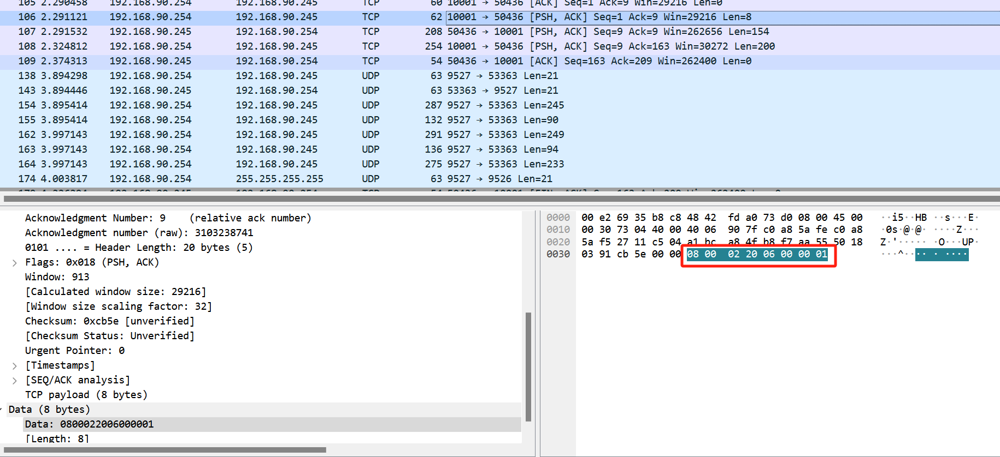 105 2.290458 192.168.90.254 192.168.90.245 TCP 60 10001 → 50436 [ACK] Seq=1 Ack=9 Win=29216 Len=0
106 2.291121 192.168.90.254 192.168.90.245 TCP 62 10001 → 50436 [PSH, ACK] Seq=1 Ack=9 Win=29216 Len=8
107 2.291532 192.168.90.245 192.168.90.254 TCP 208 50436 → 10001 [PSH, ACK] Seq=9 Ack=9 Win=262656 Len=154
108 2.324812 192.168.90.254 192.168.90.245 TCP 254 10001 → 50436 [PSH, ACK] Seq=9 Ack=163 Win=30272 Len=200
109 2.374313 192.168.90.245 192.168.90.254 TCP 54 50436 → 10001 [ACK] Seq=163 Ack=209 Win=262400 Len=0
138 3.894298 192.168.90.254 192.168.90.245 UDP 63 9527 → 53363 Len=21
143 3.894446 192.168.90.245 192.168.90.254 UDP 63 53363 → 9527 Len=21
154 3.895414 192.168.90.254 192.168.90.245 UDP 287 9527 → 53363 Len=245
155 3.895414 192.168.90.254 192.168.90.245 UDP 132 9527 → 53363 Len=90
162 3.997143 192.168.90.254 192.168.90.245 UDP 291 9527 → 53363 Len=249
163 3.997143 192.168.90.254 192.168.90.245 UDP 136 9527 → 53363 Len=94
164 3.997143 192.168.90.254 192.168.90.245 UDP 275 9527 → 53363 Len=233
174 4.003817 192.168.90.254 255.255.255.255 UDP 63 9527 → 9526 Len=21
Acknowledgment Number: 9 (relative ack number)
Acknowledgment number (raw): 3103238741
0101 .... = Header Length: 20 bytes (5)
Flags: 0x018 (PSH, ACK)
Window: 913
[Calculated window size: 29216]
[Window size scaling factor: 32]
Checksum: 0xcb5e [unverified]
[Checksum Status: Unverified]
Urgent Pointer: 0
[Timestamps]
[SEQ/ACK analysis]
TCP payload (8 bytes)
Data (8 bytes)
Data: 0800022006000001
[Length: 8]
0000 00 e2 69 35 b8 c8 48 42 fd a0 73 d0 08 00 45 00 ··i5··HB ··s···E·
0010 00 30 73 04 40 00 40 06 90 7f c0 a8 5a fe c0 a8 ·0s·@·@· ····Z···
0020 5a f5 27 11 c5 04 a1 bc a8 4f b8 f7 aa 55 50 18 Z·'····· ·O···UP·
0030 03 91 cb 5e 00 00 08 00 02 20 06 00 00 01 ···^···· · ····